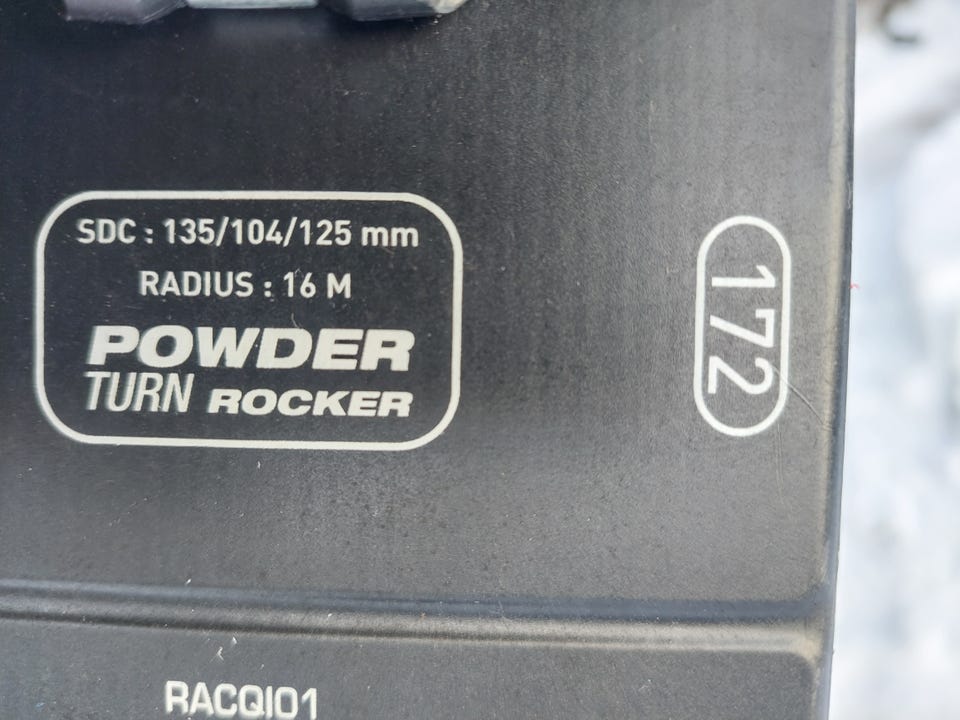 SDC : 135/104/125 mm
RADIUS : 16 M
POWDER
TURN ROCKER
172
RACQI01